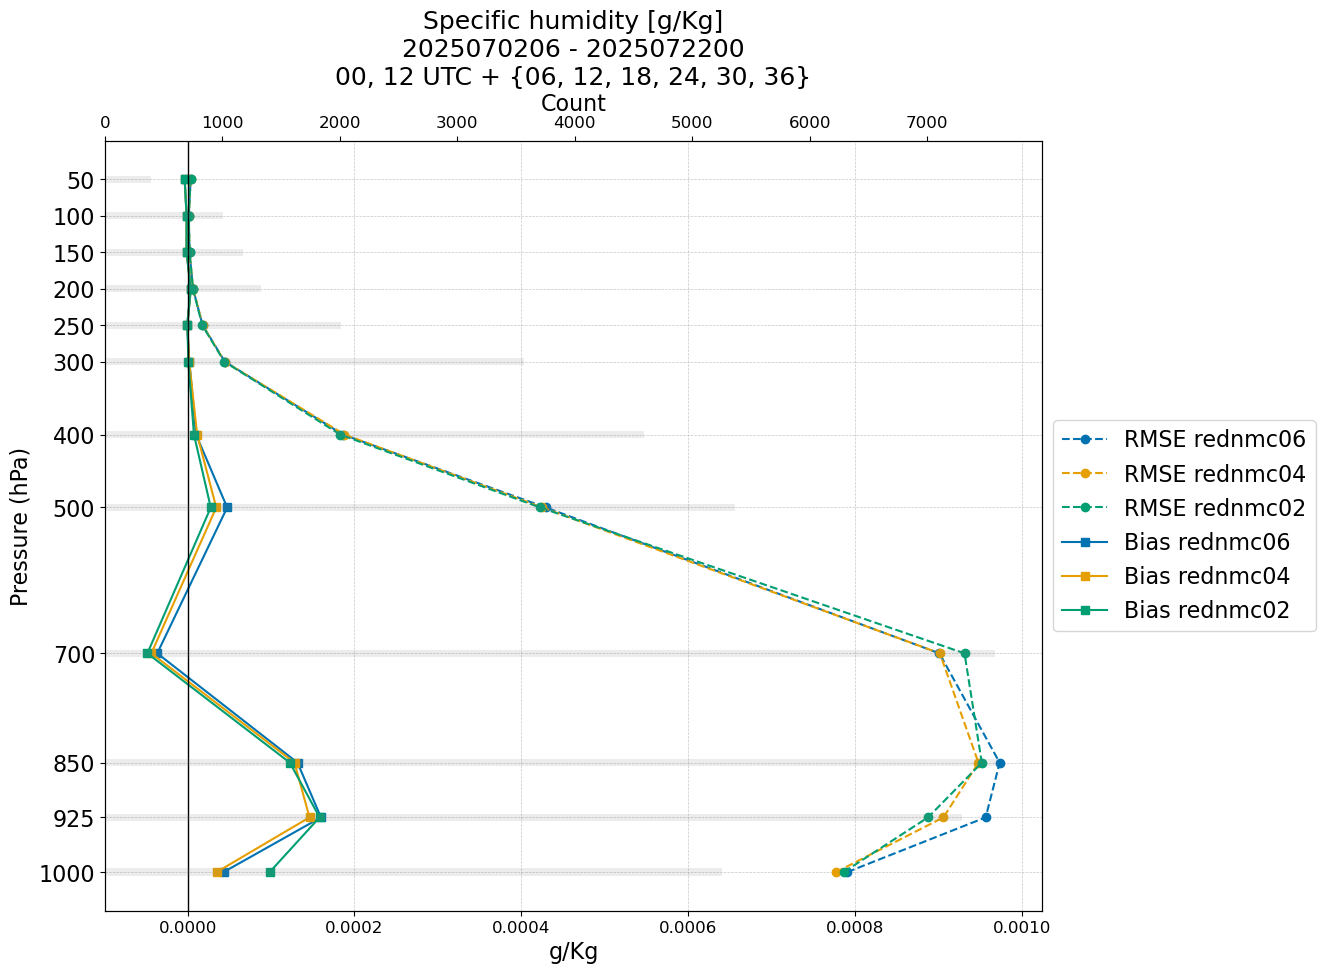 Specific humidity [g/Kg]
2025070206 - 2025072200
00, 12 UTC + {06, 12, 18, 24, 30, 36}
Count
0 1000 2000 3000 4000 5000 6000 7000
50
100
150
200
250
300
400
500
700
850
925
1000
Pressure (hPa)
0.0000 0.0002 0.0004 0.0006 0.0008 0.0010
g/Kg
RMSE rednmc06
RMSE rednmc04
RMSE rednmc02
Bias rednmc06
Bias rednmc04
Bias rednmc02